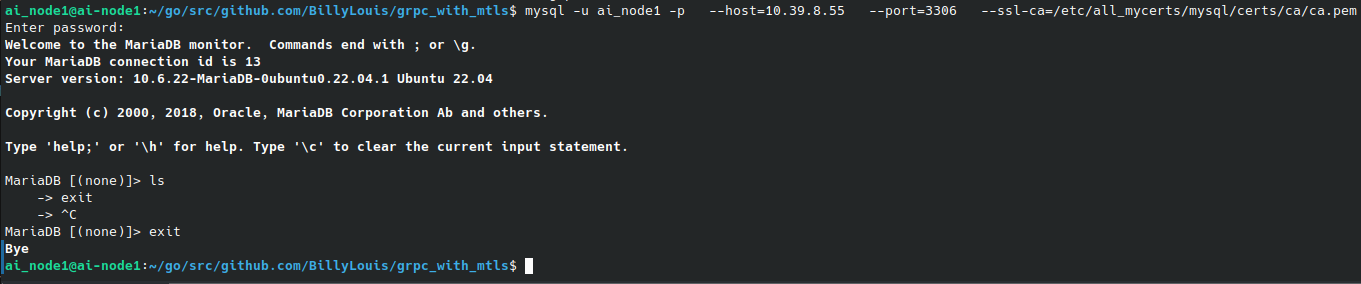 ai_node1@ai-node1:~/go/src/github.com/BillyLouis/grpc_with_mtls$ mysql -u ai_node1 -p   --host=10.39.8.55   --port=3306   --ssl-ca=/etc/all_mycerts/mysql/certs/ca/ca.pem
Enter password:
Welcome to the MariaDB monitor.  Commands end with ; or \g.
Your MariaDB connection id is 13
Server version: 10.6.22-MariaDB-0ubuntu0.22.04.1 Ubuntu 22.04
Copyright (c) 2000, 2018, Oracle, MariaDB Corporation Ab and others.
Type 'help;' or '\h' for help. Type '\c' to clear the current input statement.
MariaDB [(none)]> ls
    -> exit
    -> ^C
MariaDB [(none)]> exit
Bye
ai_node1@ai-node1:~/go/src/github.com/BillyLouis/grpc_with_mtls$